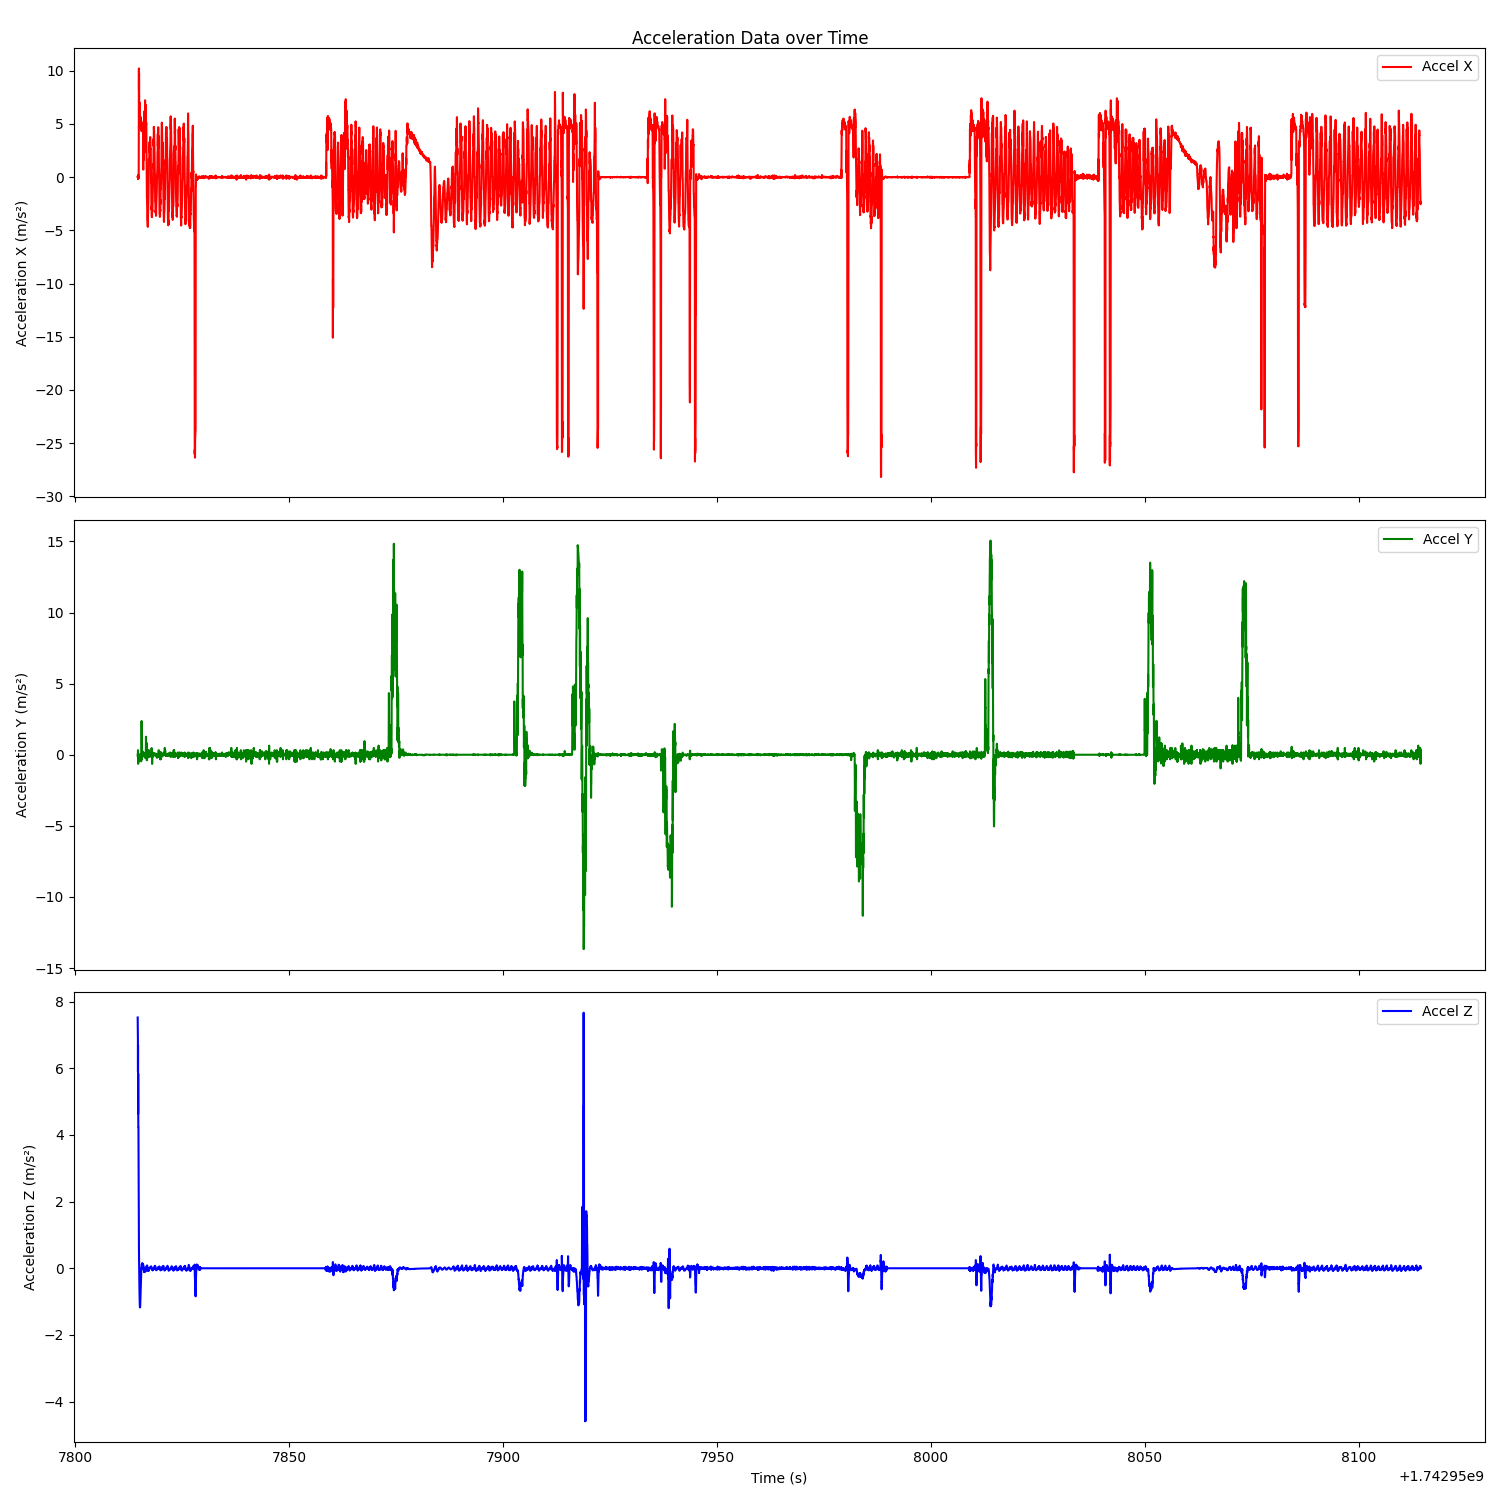 Acceleration Data over Time
Accel X
10
5
0
−5
−10
−15
−20
−25
−30
Acceleration X (m/s²)
Accel Y
15
10
5
0
−5
−10
−15
Acceleration Y (m/s²)
Accel Z
8
6
4
2
0
−2
−4
Acceleration Z (m/s²)
7800 7850 7900 7950 8000 8050 8100
Time (s)
+1.74295e9